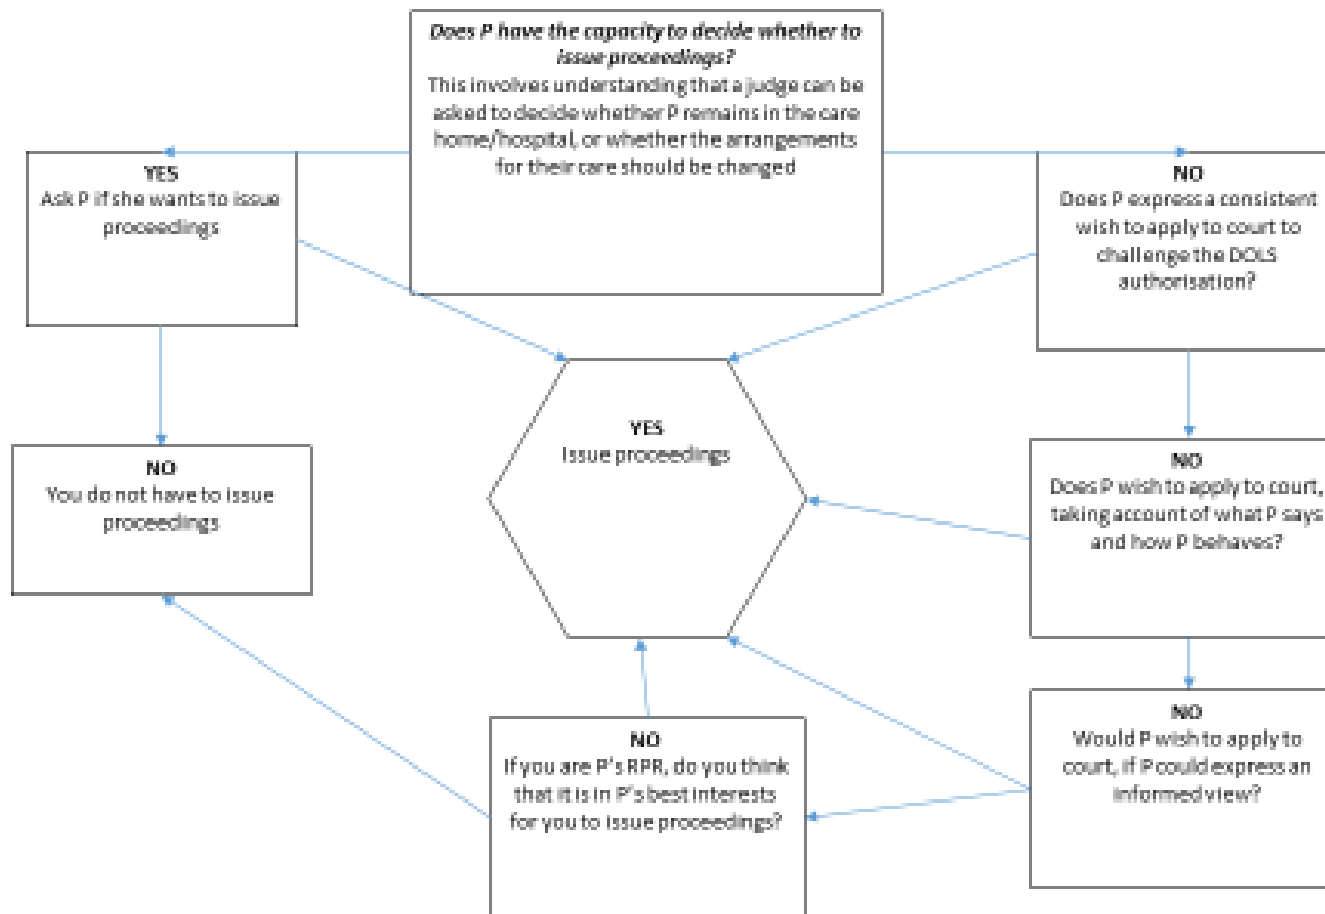 Does P have the capacity to decide whether to
issue proceedings?
This involves understanding that a judge can be
asked to decide whether P remains in the care
home/hospital, or whether the arrangements
for their care should be changed
YES
Ask P if she wants to issue
proceedings
NO
Does P express a consistent
wish to apply to court to
challenge the DOLS
authorisation?
YES
Issue proceedings
NO
You do not have to issue
proceedings
NO
Does P wish to apply to court,
taking account of what P says
and how P behaves?
NO
If you are P's RPR, do you think
that it is in P's best interests
for you to issue proceedings?
NO
Would P wish to apply to
court, if P could express an
informed view?